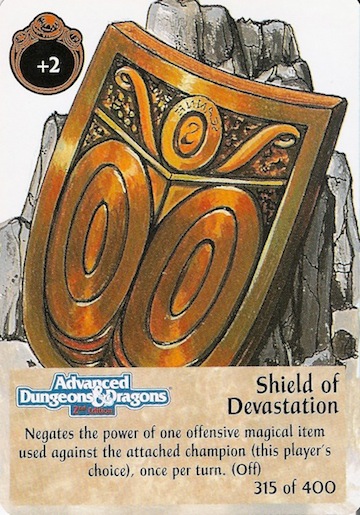 +2
Advanced
Dungeons & Dragons
2nd Edition
Shield of
Devastation
Negates the power of one offensive magical item
used against the attached champion (this player's
choice), once per turn. (Off)
315 of 400